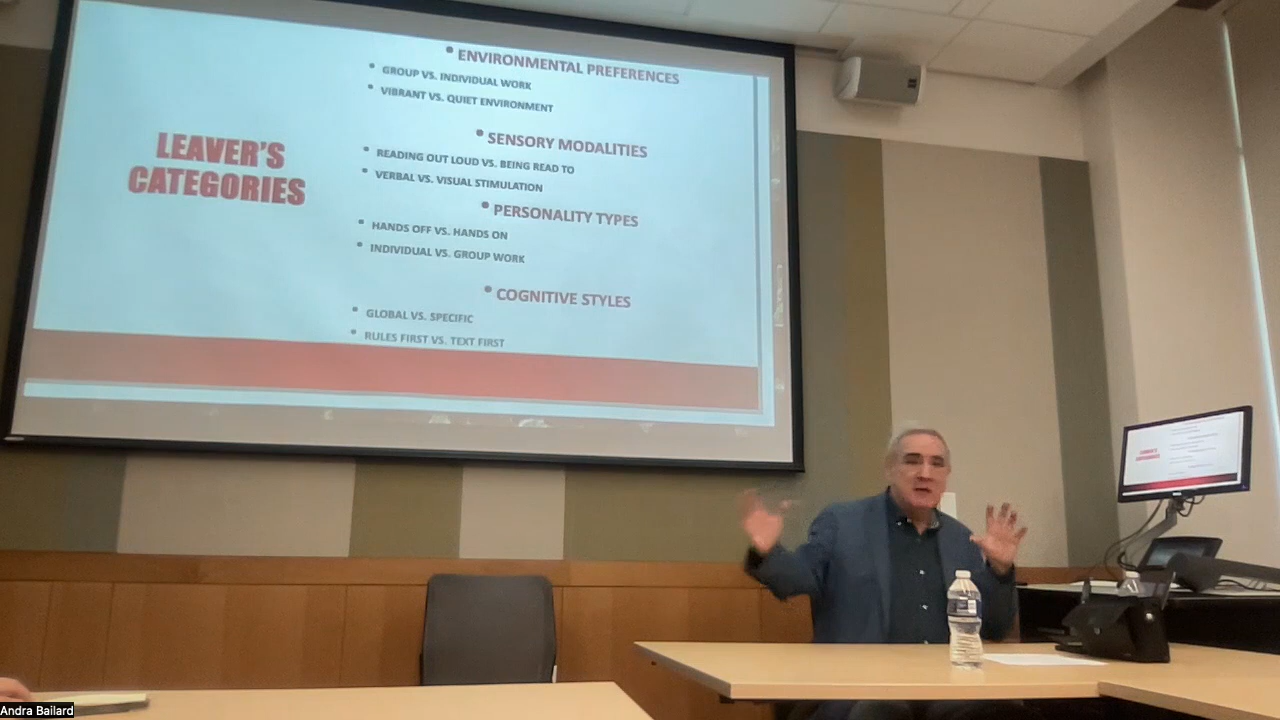 • ENVIRONMENTAL PREFERENCES
• GROUP VS. INDIVIDUAL WORK
• VIBRANT VS. QUIET ENVIRONMENT
LEAVER'S
CATEGORIES
• SENSORY MODALITIES
• READING OUT LOUD VS. BEING READ TO
• VERBAL VS. VISUAL STIMULATION
• PERSONALITY TYPES
• HANDS OFF VS. HANDS ON
• INDIVIDUAL VS. GROUP WORK
• COGNITIVE STYLES
• GLOBAL VS. SPECIFIC
• RULES FIRST VS. TEXT FIRST
LEAVER'S
CATEGORIES
Andra Bailard